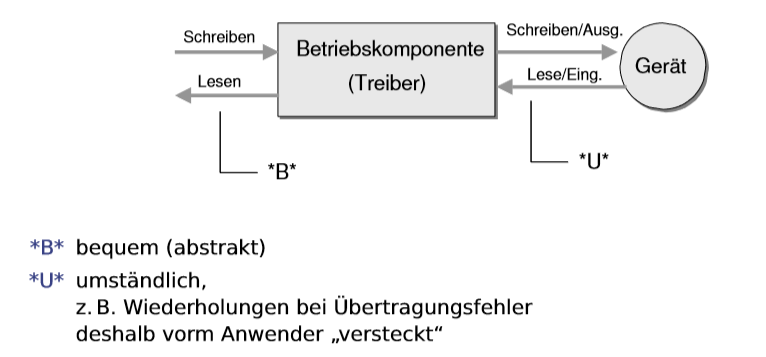 Schreiben
Lesen
Betriebskomponente
(Treiber)
Schreiben/Ausg.
Lese/Eing.
Gerät
*B*
*U*
*B* bequem (abstrakt)
*U* umständlich,
z. B. Wiederholungen bei Übertragungsfehler
deshalb vorm Anwender „versteckt“